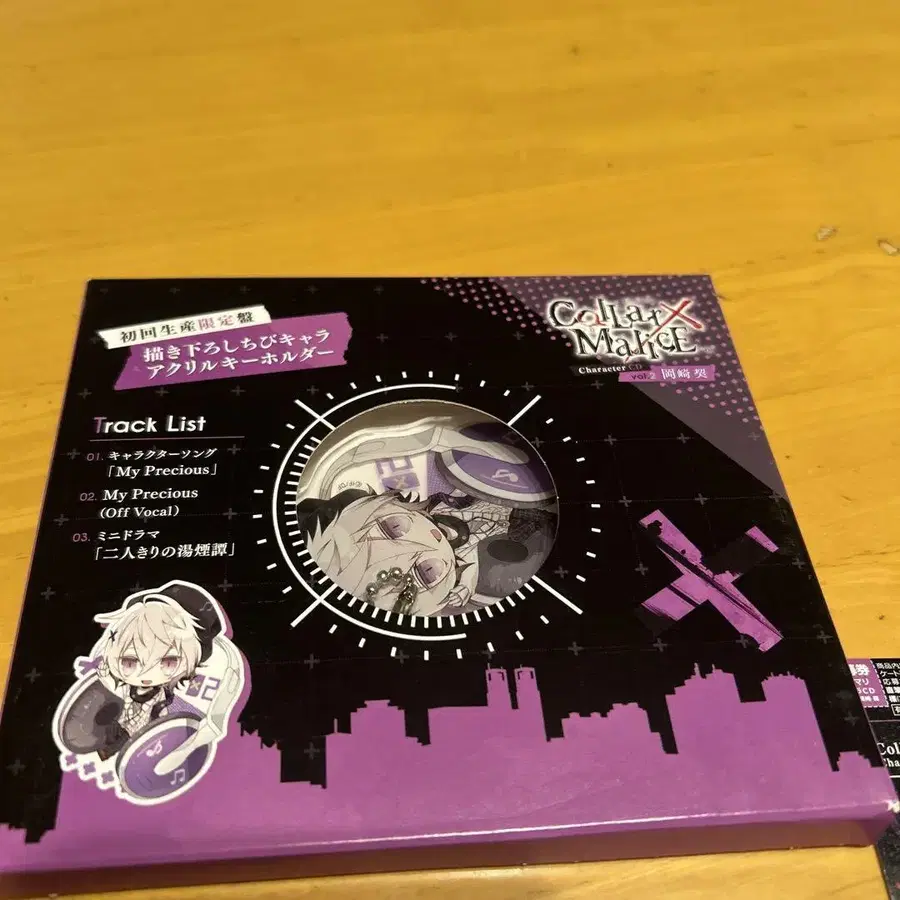 初回生産限定盤
描き下ろしちびキャラ
アクリルキーホルダー
Collar×
Malice
Character CD
vol.2 岡崎 契
Track List
01. キャラクターソング
「My Precious」
02. My Precious
（Off Vocal）
03. ミニドラマ
「二人きりの湯煙譚」